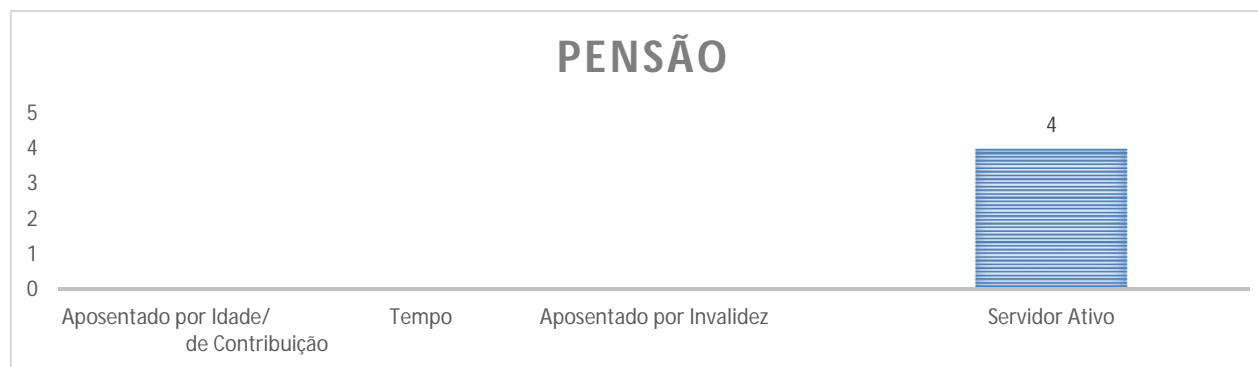 PENSÃO
5
4
4
3
2
1
0
Aposentado por Idade/ Tempo Aposentado por Invalidez Servidor Ativo
de Contribuição